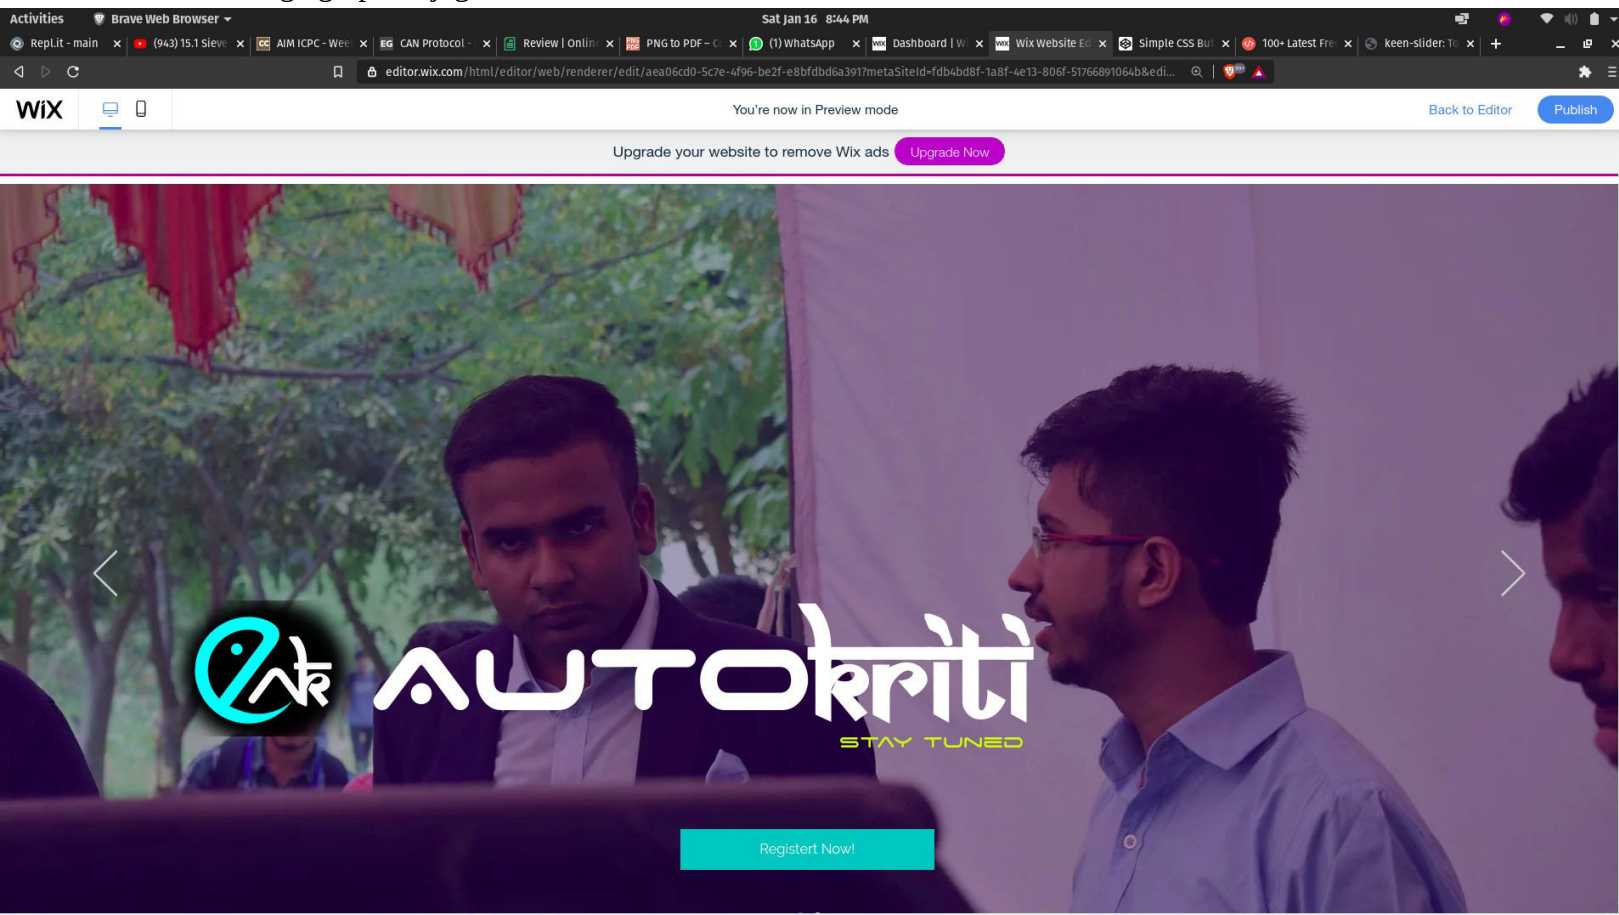 Activities Brave Web Browser Sat Jan 16 8:44 PM
Repl.it - main (943) 15.1 Sieve AIM ICPC - Wee CAN Protocol - Review | Onlin PNG to PDF – C (1) WhatsApp Dashboard | W Wix Website Ed Simple CSS But 100+ Latest Fre keen-slider: To
editor.wix.com/html/editor/web/renderer/edit/aea06cd0-5c7e-4f96-be2f-e8bfdbd6a391?metaSiteId=fdb4bd8f-1a8f-4e13-806f-51766891064b&edi...
WiX You're now in Preview mode Back to Editor Publish
Upgrade your website to remove Wix ads Upgrade Now
AUTOkriti
STAY TUNED
Registert Now!